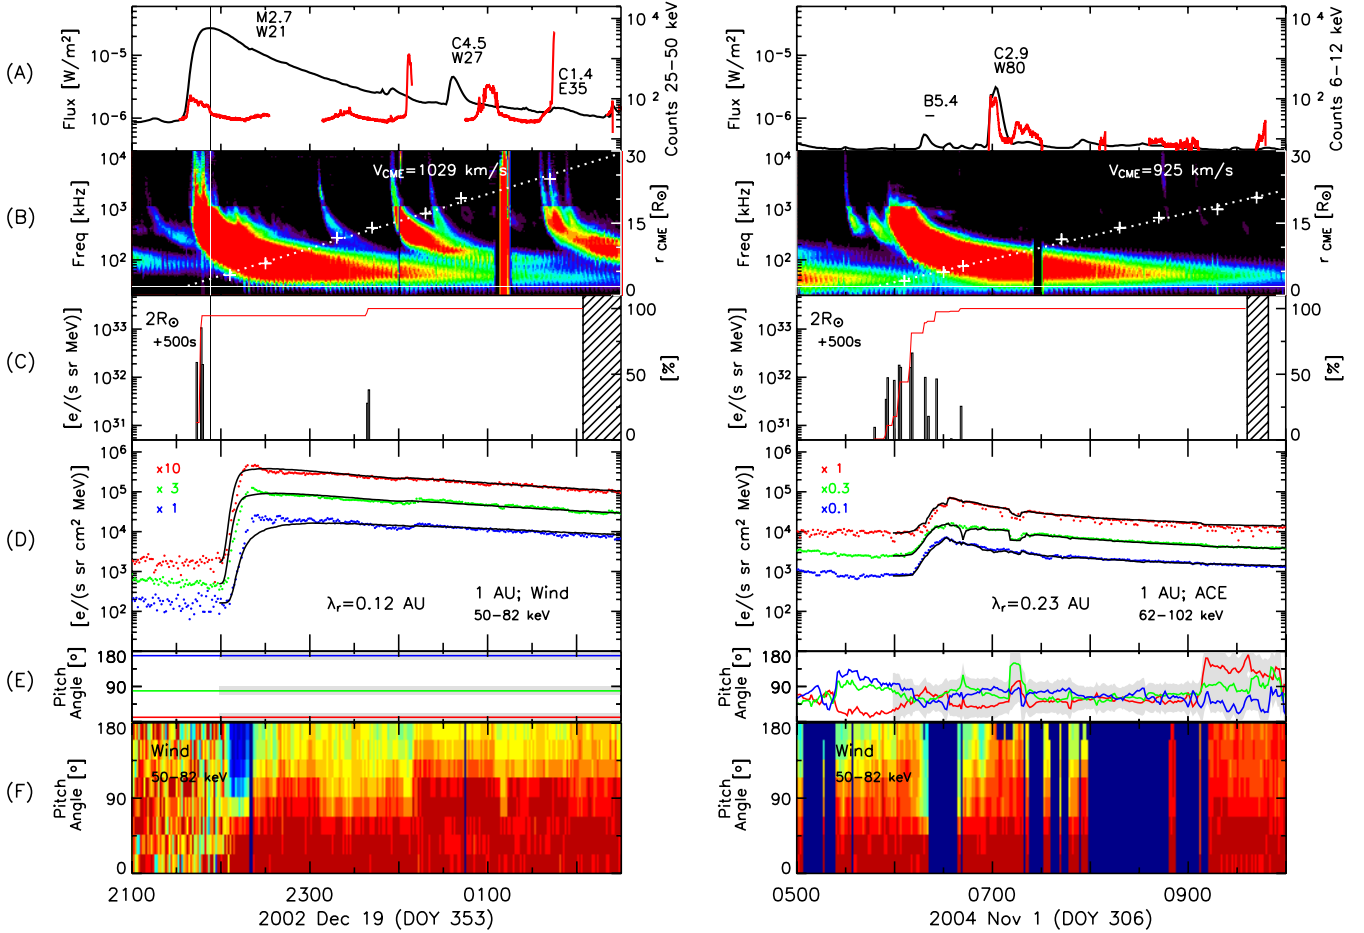 (A)
Flux [W/m²]
10⁻⁵
10⁻⁶
M2.7
W21
C4.5
W27
C1.4
E35
10⁴
10²
Counts 25−50 keV
Flux [W/m²]
10⁻⁵
10⁻⁶
B5.4
C2.9
W80
10⁴
10²
Counts 6−12 keV
(B)
Freq [kHz]
10⁴
10³
10²
V_CME=1029 km/s
30
15
0
r CME [R⊙]
Freq [kHz]
10⁴
10³
10²
V_CME=925 km/s
30
15
0
r CME [R⊙]
(C)
[e/(s sr MeV)]
10³³
10³²
10³¹
2R⊙
+500s
100
50
0
[%]
[e/(s sr MeV)]
10³³
10³²
10³¹
2R⊙
+500s
100
50
0
[%]
(D)
[e/(s sr cm² MeV)]
10⁶
10⁵
10⁴
10³
10²
x10
x 3
x 1
λr=0.12 AU
1 AU; Wind
50−82 keV
[e/(s sr cm² MeV)]
10⁶
10⁵
10⁴
10³
10²
x 1
x0.3
x0.1
λr=0.23 AU
1 AU; ACE
62−102 keV
(E)
Pitch
Angle [°]
180
90
Pitch
Angle [°]
180
90
(F)
Pitch
Angle [°]
180
90
0
Wind
50−82 keV
Pitch
Angle [°]
180
90
0
Wind
50−82 keV
2100
2300
0100
2002 Dec 19 (DOY 353)
0500
0700
0900
2004 Nov 1 (DOY 306)